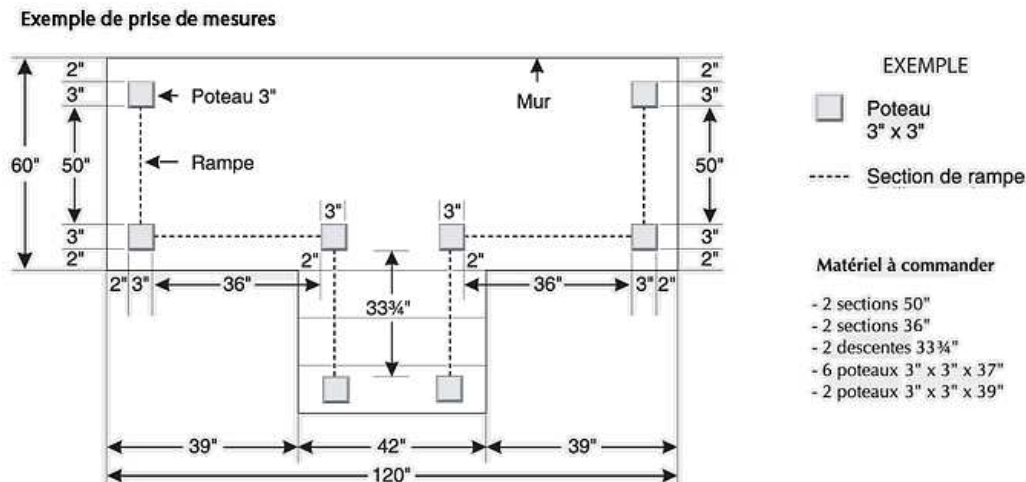 Exemple de prise de mesures
2"
3"
50"
3"
2"
60"
Poteau 3"
Rampe
Mur
2"
3"
50"
3"
2"
3"
3"
2"
2"
2" 3"
36"
36"
3" 2"
33¾"
39"
42"
39"
120"
EXEMPLE
Poteau
3" x 3"
Section de rampe
Matériel à commander
- 2 sections 50"
- 2 sections 36"
- 2 descentes 33¾"
- 6 poteaux 3" x 3" x 37"
- 2 poteaux 3" x 3" x 39"